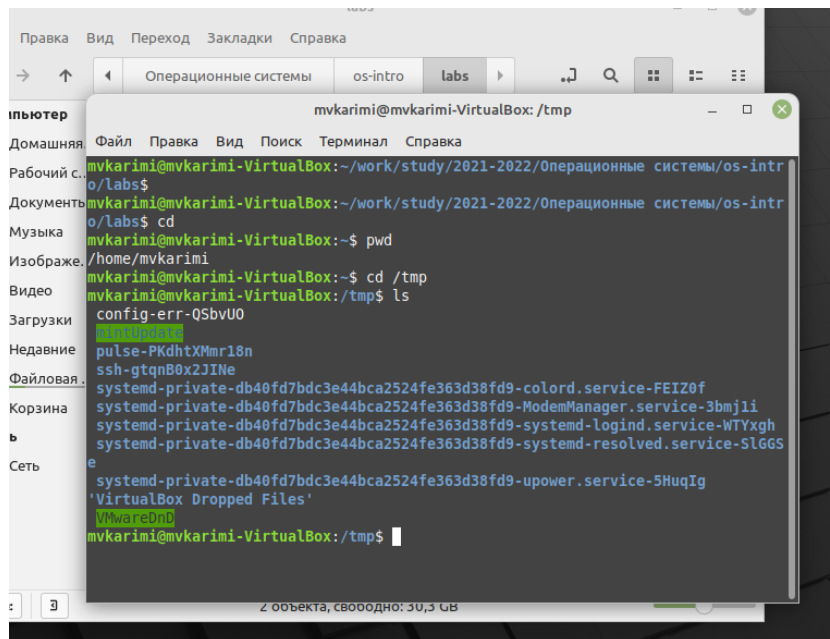 Правка Вид Переход Закладки Справка
Операционные системы os-intro labs
mvkarimi@mvkarimi-VirtualBox: /tmp
Файл Правка Вид Поиск Терминал Справка
Домашняя
Рабочий с..
Документы
Музыка
Изображе.
Видео
Загрузки
Недавние
Файловая .
Корзина
ь
Сеть
mvkarimi@mvkarimi-VirtualBox:~/work/study/2021-2022/Операционные системы/os-intr
o/labs$
mvkarimi@mvkarimi-VirtualBox:~/work/study/2021-2022/Операционные системы/os-intr
o/labs$ cd
mvkarimi@mvkarimi-VirtualBox:~$ pwd
/home/mvkarimi
mvkarimi@mvkarimi-VirtualBox:~$ cd /tmp
mvkarimi@mvkarimi-VirtualBox:/tmp$ ls
config-err-QSbvUO
mintUpdate
pulse-PKdhtXMmr18n
ssh-gtqnB0x2JINe
systemd-private-db40fd7bdc3e44bca2524fe363d38fd9-colord.service-FEIZ0f
systemd-private-db40fd7bdc3e44bca2524fe363d38fd9-ModemManager.service-3bmj1i
systemd-private-db40fd7bdc3e44bca2524fe363d38fd9-systemd-logind.service-WTYxgh
systemd-private-db40fd7bdc3e44bca2524fe363d38fd9-systemd-resolved.service-SlGGS
e
systemd-private-db40fd7bdc3e44bca2524fe363d38fd9-upower.service-5HuqIg
'VirtualBox Dropped Files'
VMwareDnD
mvkarimi@mvkarimi-VirtualBox:/tmp$
2 объекта, свободно: 30,3 GB